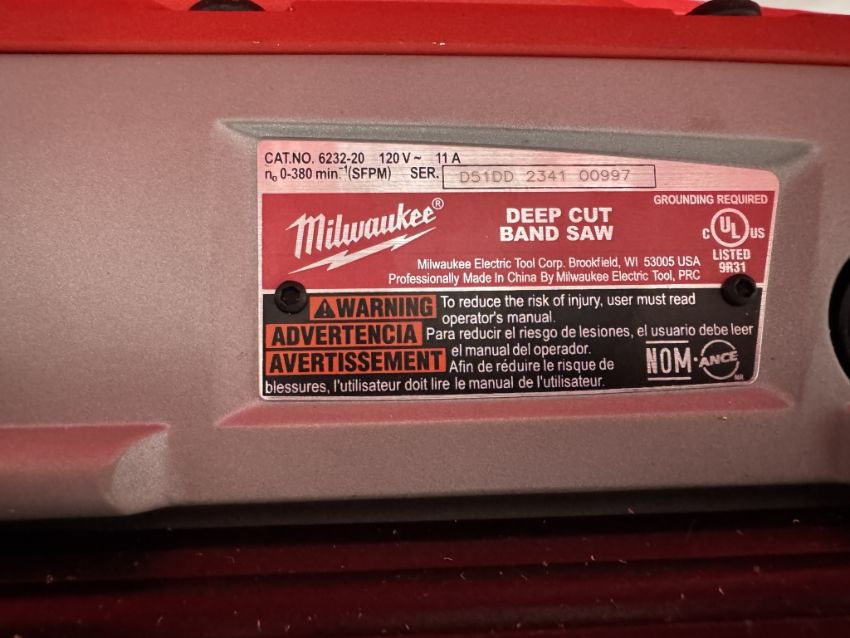 CAT.NO. 6232-20 120 V ~ 11 A
n₀ 0-380 min.⁻¹(SFPM) SER. D51DD 2341 00997
GROUNDING REQUIRED
Milwaukee®
DEEP CUT
BAND SAW
C UL US
LISTED
9R31
Milwaukee Electric Tool Corp. Brookfield, WI 53005 USA
Professionally Made In China By Milwaukee Electric Tool, PRC
WARNING To reduce the risk of injury, user must read
operator's manual.
ADVERTENCIA Para reducir el riesgo de lesiones, el usuario debe leer
el manual del operador.
AVERTISSEMENT Afin de réduire le risque de
blessures, l'utilisateur doit lire le manual de l'utilisateur.
NOM-ANCE
MR